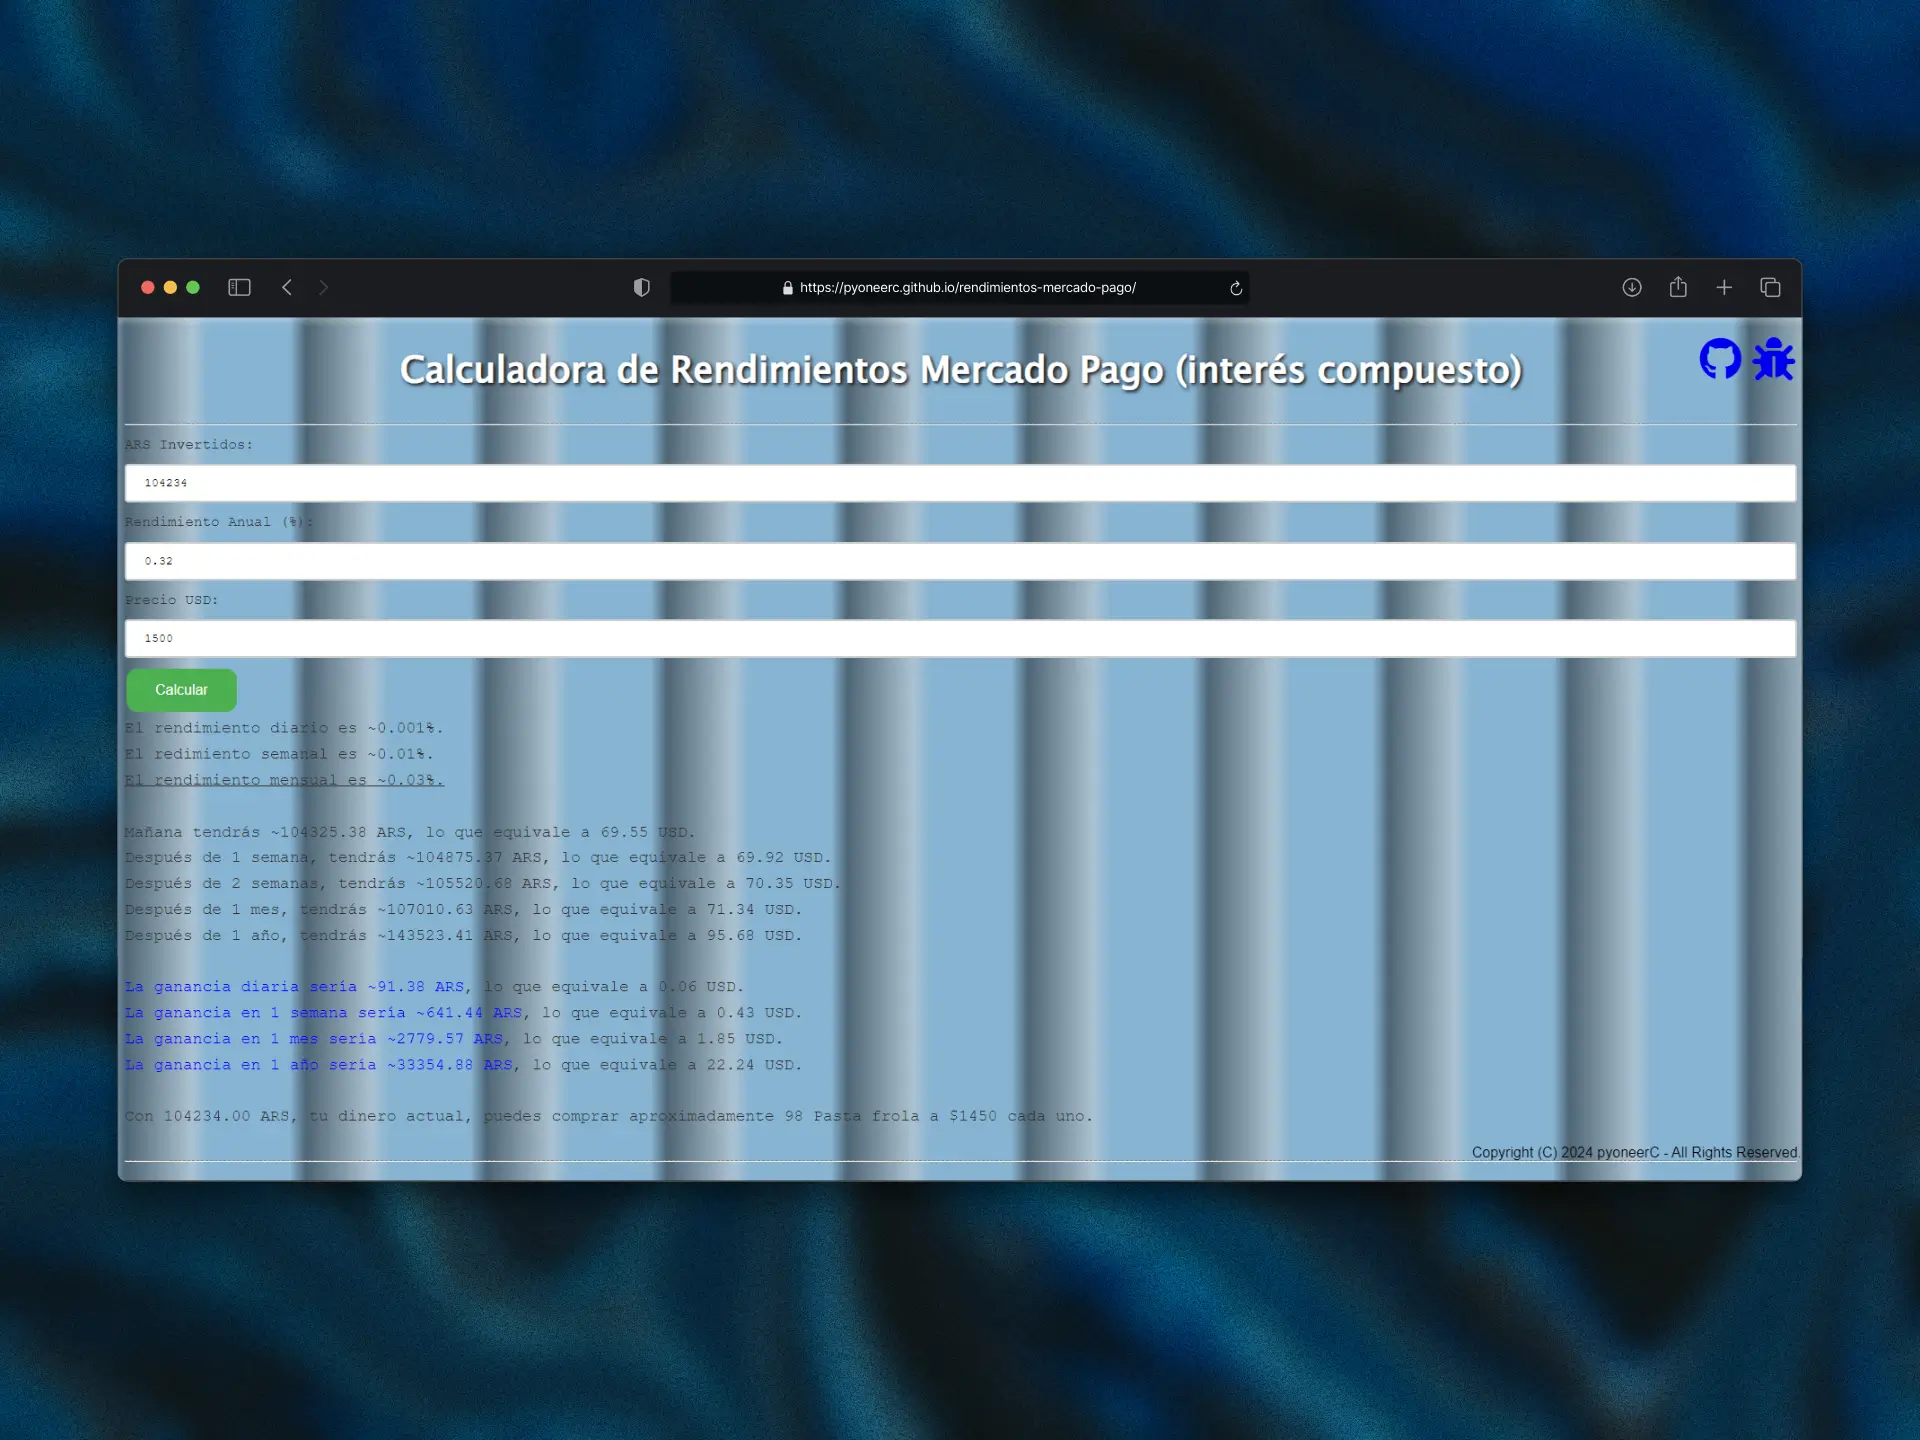 https://pyoneerc.github.io/rendimientos-mercado-pago/
Calculadora de Rendimientos Mercado Pago (interés compuesto)
ARS Invertidos:
104234
Rendimiento Anual (%):
0.32
Precio USD:
1500
Calcular
El rendimiento diario es ~0.001%.
El redimiento semanal es ~0.01%.
El rendimiento mensual es ~0.03%.
Mañana tendrás ~104325.38 ARS, lo que equivale a 69.55 USD.
Después de 1 semana, tendrás ~104875.37 ARS, lo que equivale a 69.92 USD.
Después de 2 semanas, tendrás ~105520.68 ARS, lo que equivale a 70.35 USD.
Después de 1 mes, tendrás ~107010.63 ARS, lo que equivale a 71.34 USD.
Después de 1 año, tendrás ~143523.41 ARS, lo que equivale a 95.68 USD.
La ganancia diaria sería ~91.38 ARS, lo que equivale a 0.06 USD.
La ganancia en 1 semana sería ~641.44 ARS, lo que equivale a 0.43 USD.
La ganancia en 1 mes sería ~2779.57 ARS, lo que equivale a 1.85 USD.
La ganancia en 1 año sería ~33354.88 ARS, lo que equivale a 22.24 USD.
Con 104234.00 ARS, tu dinero actual, puedes comprar aproximadamente 98 Pasta frola a $1450 cada uno.
Copyright (C) 2024 pyoneerC - All Rights Reserved.